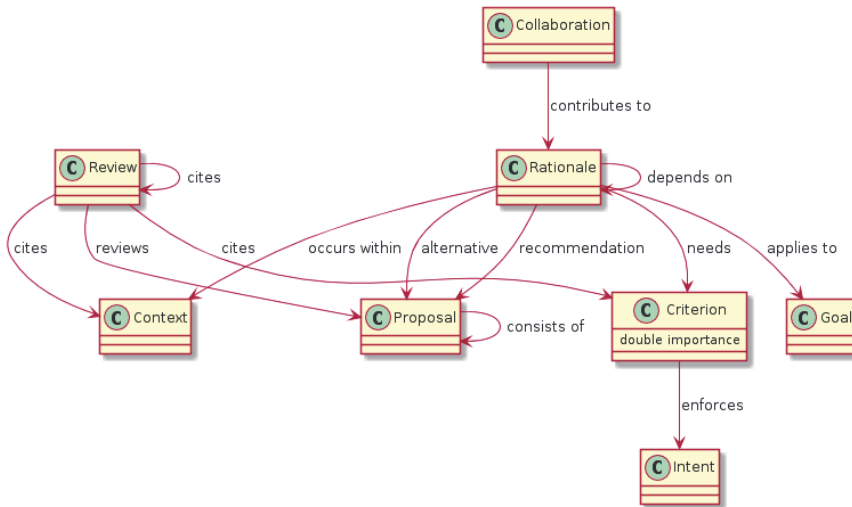 C Collaboration
contributes to
C Review
cites
C Rationale
depends on
cites
reviews
cites
occurs within
alternative
recommendation
needs
applies to
C Context
C Proposal
consists of
C Criterion
double importance
C Goal
enforces
C Intent